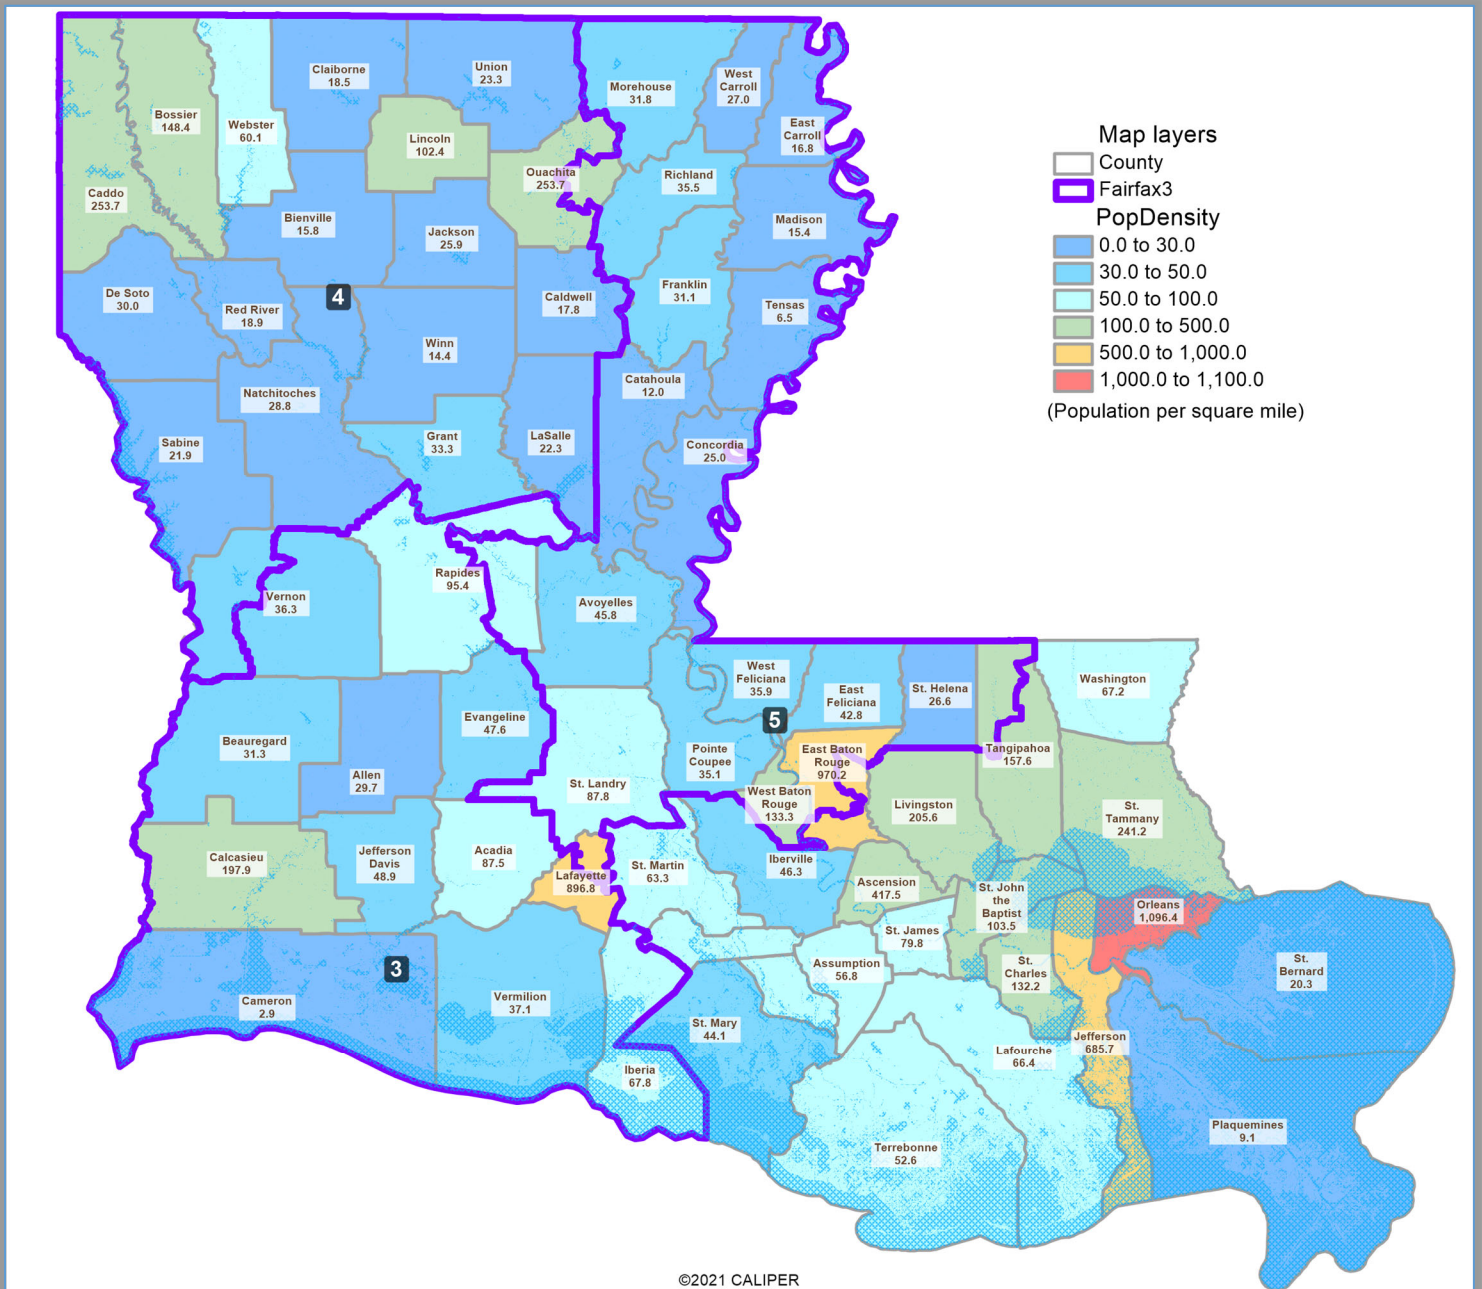 Claiborne
18.5
Union
23.3
Morehouse
31.8
West
Carroll
27.0
East
Carroll
16.8
Bossier
148.4
Webster
60.1
Lincoln
102.4
Ouachita
253.7
Richland
35.5
Caddo
253.7
Bienville
15.8
Jackson
25.9
Madison
15.4
De Soto
30.0
Red River
18.9
4
Caldwell
17.8
Franklin
31.1
Tensas
6.5
Winn
14.4
Natchitoches
28.8
Catahoula
12.0
Sabine
21.9
Grant
33.3
LaSalle
22.3
Concordia
25.0
Rapides
95.4
Vernon
36.3
Avoyelles
45.8
West
Feliciana
35.9
East
Feliciana
42.8
St. Helena
26.6
Washington
67.2
5
Beauregard
31.3
Allen
29.7
Evangeline
47.6
Pointe
Coupee
35.1
East Baton
Rouge
970.2
Tangipahoa
157.6
St. Landry
87.8
West Baton
Rouge
133.3
Livingston
205.6
St.
Tammany
241.2
Calcasieu
197.9
Jefferson
Davis
48.9
Acadia
87.5
Lafayette
896.8
St. Martin
63.3
Iberville
46.3
Ascension
417.5
St. John
the
Baptist
103.5
Orleans
1,096.4
St. James
79.8
3
Cameron
2.9
Vermilion
37.1
Assumption
56.8
St.
Charles
132.2
St.
Bernard
20.3
St. Mary
44.1
Iberia
67.8
Lafourche
66.4
Jefferson
685.7
Terrebonne
52.6
Plaquemines
9.1
Map layers
County
Fairfax3
PopDensity
0.0 to 30.0
30.0 to 50.0
50.0 to 100.0
100.0 to 500.0
500.0 to 1,000.0
1,000.0 to 1,100.0
(Population per square mile)
©2021 CALIPER